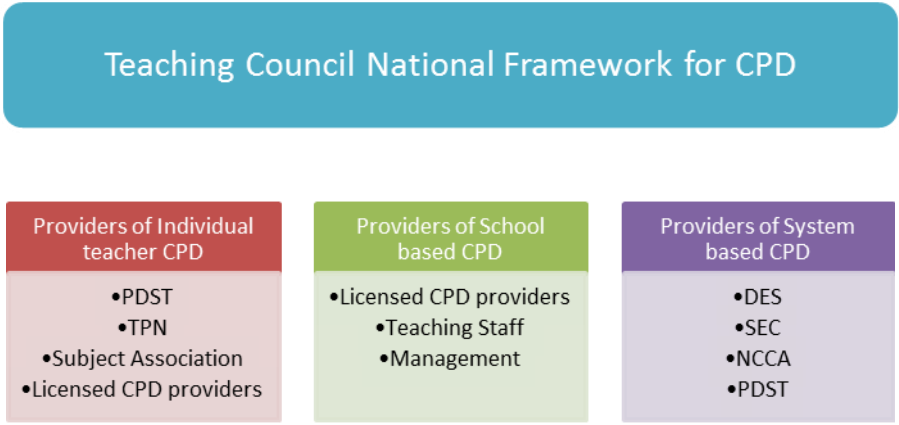 Teaching Council National Framework for CPD
Providers of Individual
teacher CPD
•PDST
•TPN
•Subject Association
•Licensed CPD providers
Providers of School
based CPD
•Licensed CPD providers
•Teaching Staff
•Management
Providers of System
based CPD
•DES
•SEC
•NCCA
•PDST